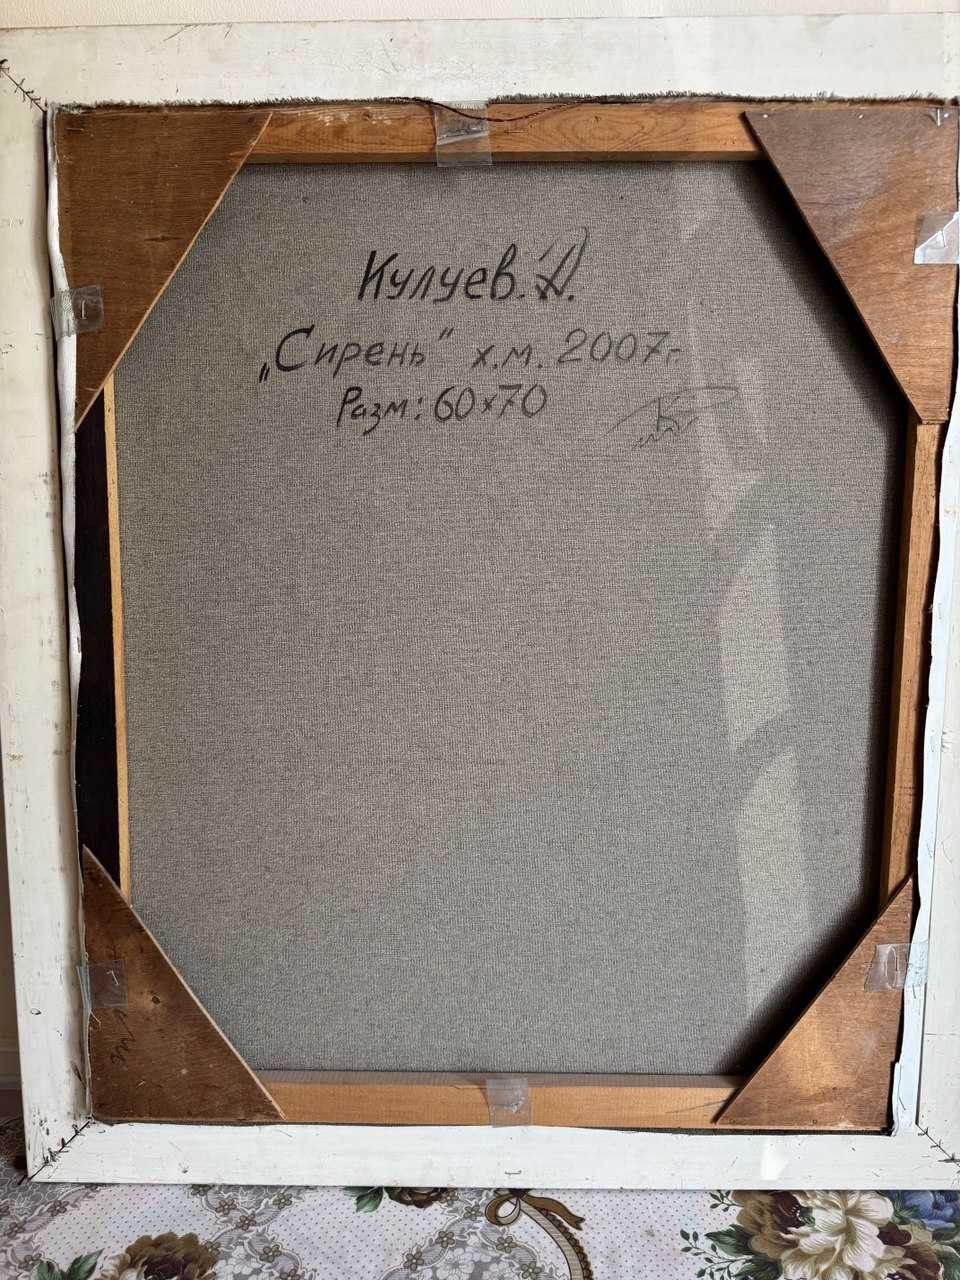 Кулуев. А.
„Сирень" х.м. 2007г.
Разм: 60×70